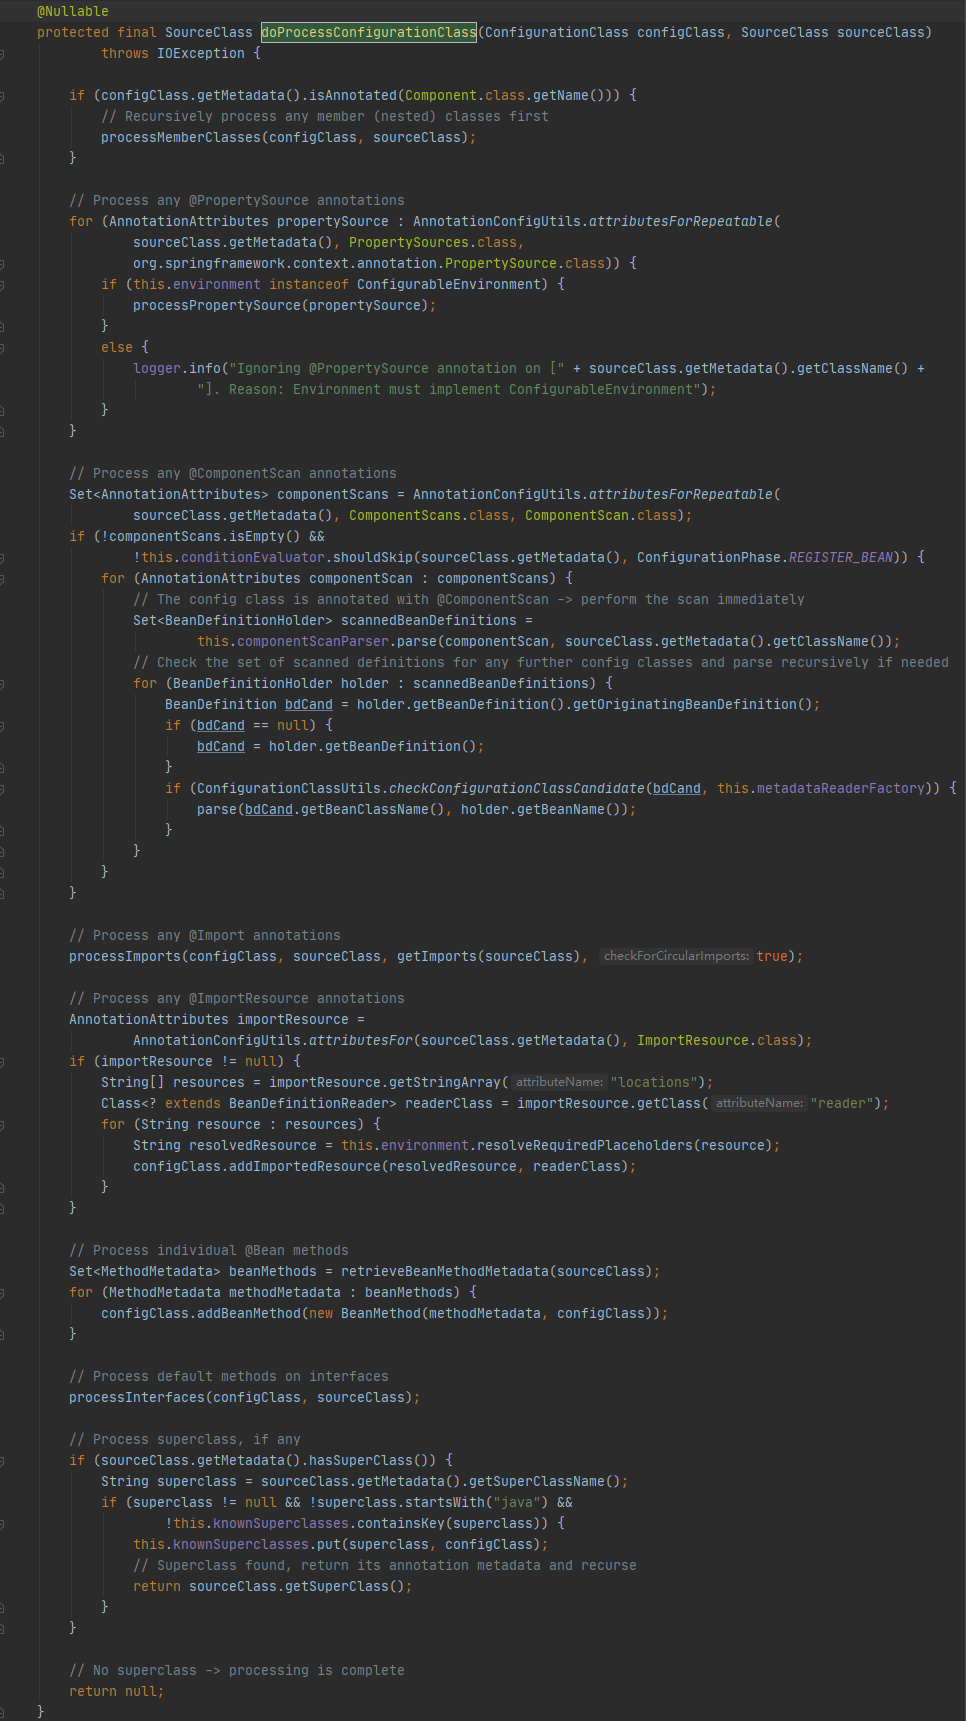 @Nullable
protected final SourceClass doProcessConfigurationClass(ConfigurationClass configClass, SourceClass sourceClass)
        throws IOException {

    if (configClass.getMetadata().isAnnotated(Component.class.getName())) {
        // Recursively process any member (nested) classes first
        processMemberClasses(configClass, sourceClass);
    }

    // Process any @PropertySource annotations
    for (AnnotationAttributes propertySource : AnnotationConfigUtils.attributesForRepeatable(
            sourceClass.getMetadata(), PropertySources.class,
            org.springframework.context.annotation.PropertySource.class)) {
        if (this.environment instanceof ConfigurableEnvironment) {
            processPropertySource(propertySource);
        }
        else {
            logger.info("Ignoring @PropertySource annotation on [" + sourceClass.getMetadata().getClassName() +
                    "]. Reason: Environment must implement ConfigurableEnvironment");
        }
    }

    // Process any @ComponentScan annotations
    Set<AnnotationAttributes> componentScans = AnnotationConfigUtils.attributesForRepeatable(
            sourceClass.getMetadata(), ComponentScans.class, ComponentScan.class);
    if (!componentScans.isEmpty() &&
            !this.conditionEvaluator.shouldSkip(sourceClass.getMetadata(), ConfigurationPhase.REGISTER_BEAN)) {
        for (AnnotationAttributes componentScan : componentScans) {
            // The config class is annotated with @ComponentScan -> perform the scan immediately
            Set<BeanDefinitionHolder> scannedBeanDefinitions =
                    this.componentScanParser.parse(componentScan, sourceClass.getMetadata().getClassName());
            // Check the set of scanned definitions for any further config classes and parse recursively if needed
            for (BeanDefinitionHolder holder : scannedBeanDefinitions) {
                BeanDefinition bdCand = holder.getBeanDefinition().getOriginatingBeanDefinition();
                if (bdCand == null) {
                    bdCand = holder.getBeanDefinition();
                }
                if (ConfigurationClassUtils.checkConfigurationClassCandidate(bdCand, this.metadataReaderFactory)) {
                    parse(bdCand.getBeanClassName(), holder.getBeanName());
                }
            }
        }
    }

    // Process any @Import annotations
    processImports(configClass, sourceClass, getImports(sourceClass), checkForCircularImports: true);

    // Process any @ImportResource annotations
    AnnotationAttributes importResource =
            AnnotationConfigUtils.attributesFor(sourceClass.getMetadata(), ImportResource.class);
    if (importResource != null) {
        String[] resources = importResource.getStringArray( attributeName: "locations");
        Class<? extends BeanDefinitionReader> readerClass = importResource.getClass( attributeName: "reader");
        for (String resource : resources) {
            String resolvedResource = this.environment.resolveRequiredPlaceholders(resource);
            configClass.addImportedResource(resolvedResource, readerClass);
        }
    }

    // Process individual @Bean methods
    Set<MethodMetadata> beanMethods = retrieveBeanMethodMetadata(sourceClass);
    for (MethodMetadata methodMetadata : beanMethods) {
        configClass.addBeanMethod(new BeanMethod(methodMetadata, configClass));
    }

    // Process default methods on interfaces
    processInterfaces(configClass, sourceClass);

    // Process superclass, if any
    if (sourceClass.getMetadata().hasSuperClass()) {
        String superclass = sourceClass.getMetadata().getSuperClassName();
        if (superclass != null && !superclass.startsWith("java") &&
                !this.knownSuperclasses.containsKey(superclass)) {
            this.knownSuperclasses.put(superclass, configClass);
            // Superclass found, return its annotation metadata and recurse
            return sourceClass.getSuperClass();
        }
    }

    // No superclass -> processing is complete
    return null;
}